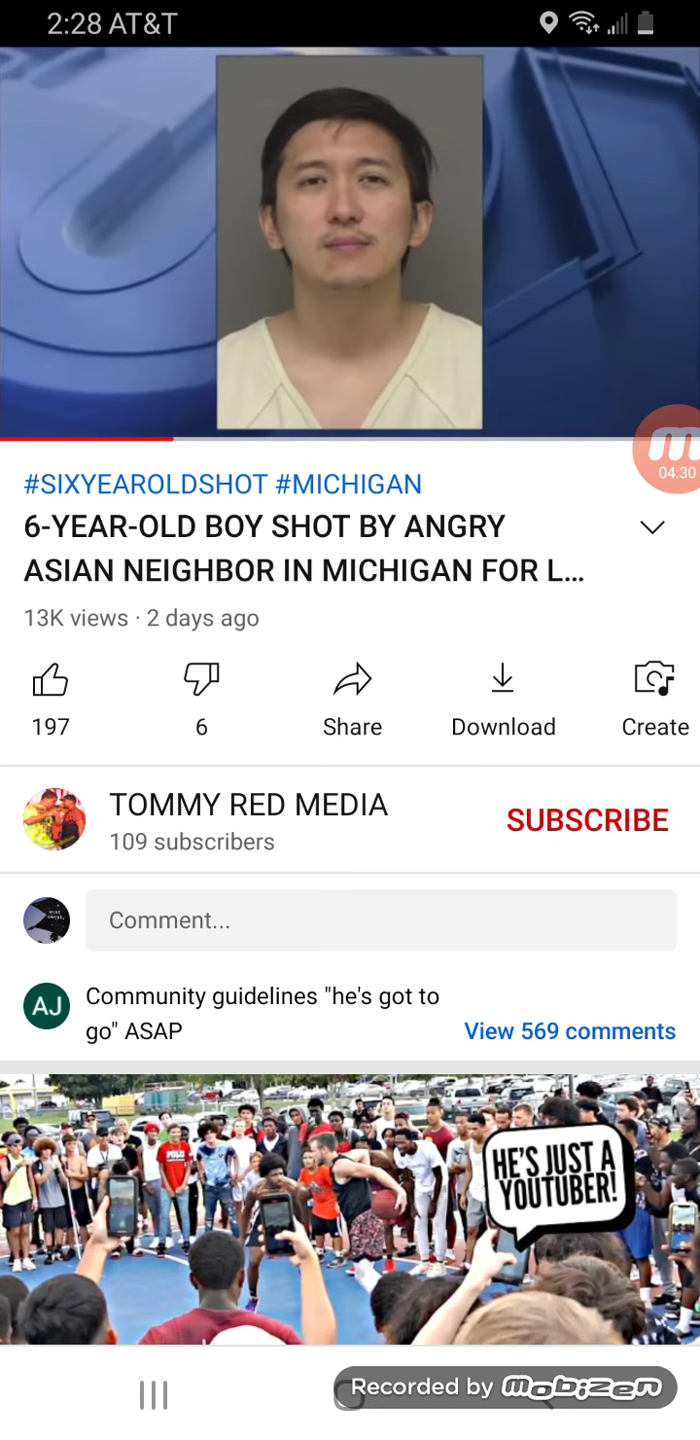 2:28 AT&T
04:30
#SIXYEAROLDSHOT #MICHIGAN
6-YEAR-OLD BOY SHOT BY ANGRY
ASIAN NEIGHBOR IN MICHIGAN FOR L...
13K views · 2 days ago
197
6
Share
Download
Create
TOMMY RED MEDIA
109 subscribers
SUBSCRIBE
Comment...
AJ
Community guidelines "he's got to
go" ASAP
View 569 comments
POLO
HE'S JUST A
YOUTUBER!
Recorded by mobizen